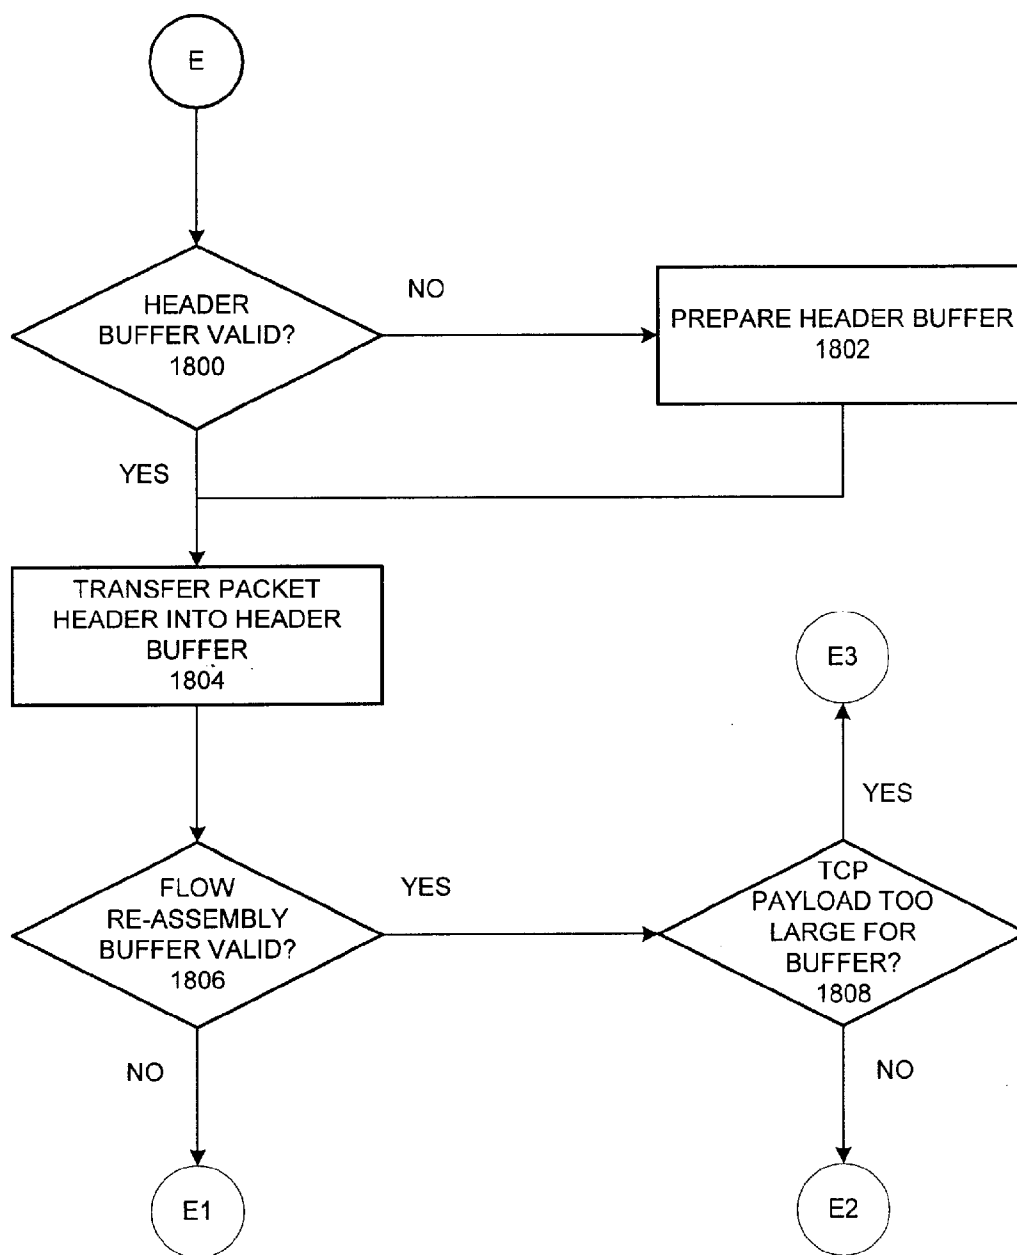 E
HEADER
BUFFER VALID?
1800
NO
PREPARE HEADER BUFFER
1802
YES
TRANSFER PACKET
HEADER INTO HEADER
BUFFER
1804
E3
YES
FLOW
RE-ASSEMBLY
BUFFER VALID?
1806
YES
TCP
PAYLOAD TOO
LARGE FOR
BUFFER?
1808
NO
NO
E1
E2